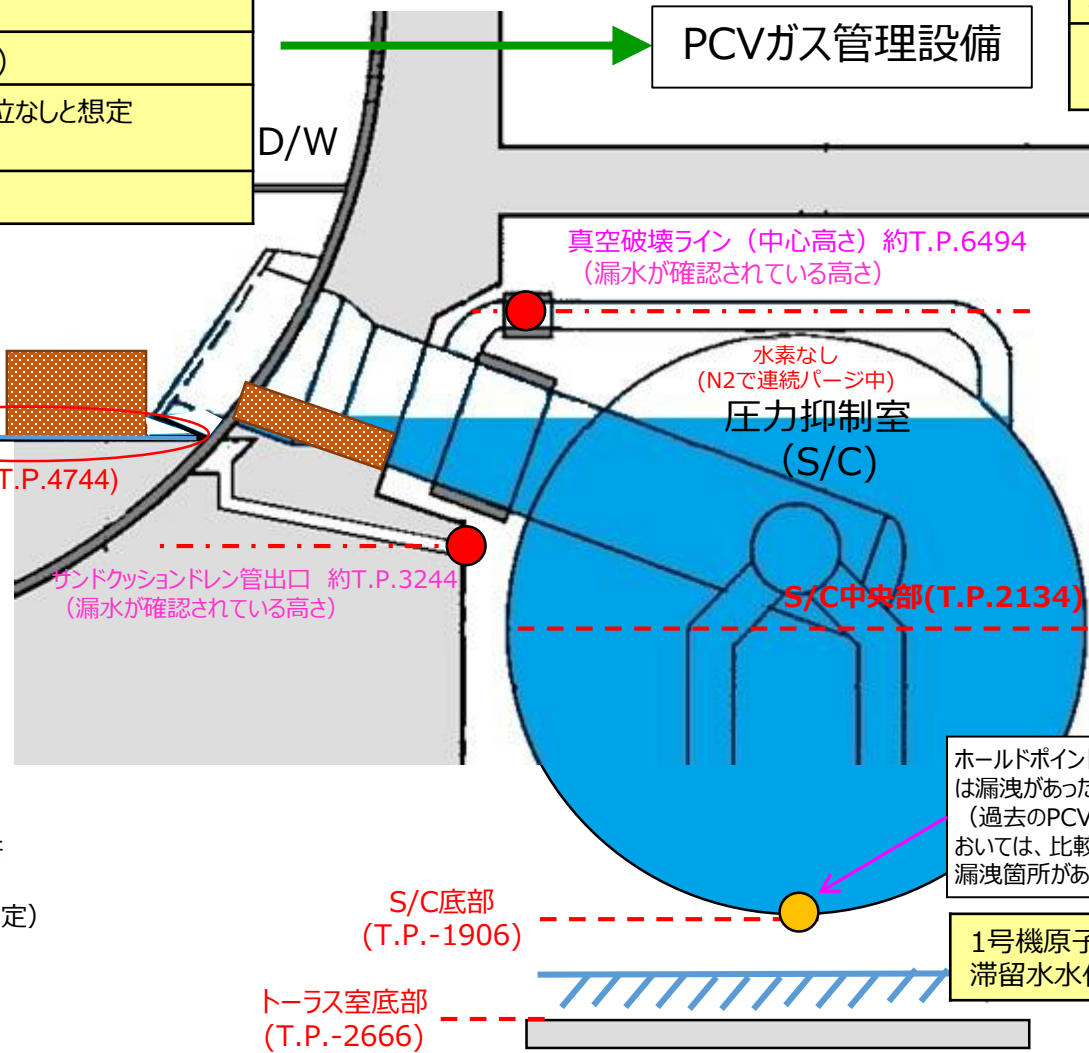 )
立なしと想定
PCVガス管理設備
D/W
真空破壊ライン（中心高さ）約T.P.6494
（漏水が確認されている高さ）
水素なし
(N2で連続パージ中)
圧力抑制室
(S/C)
T.P.4744)
サンドクッションドレン管出口 約T.P.3244
（漏水が確認されている高さ）
S/C中央部(T.P.2134)
ホールドポイン
は漏洩があった
（過去のPCV
おいては、比較
漏洩箇所があ
定)
S/C底部
(T.P.-1906)
1号機原子
滞留水水位
トーラス室底部
(T.P.-2666)